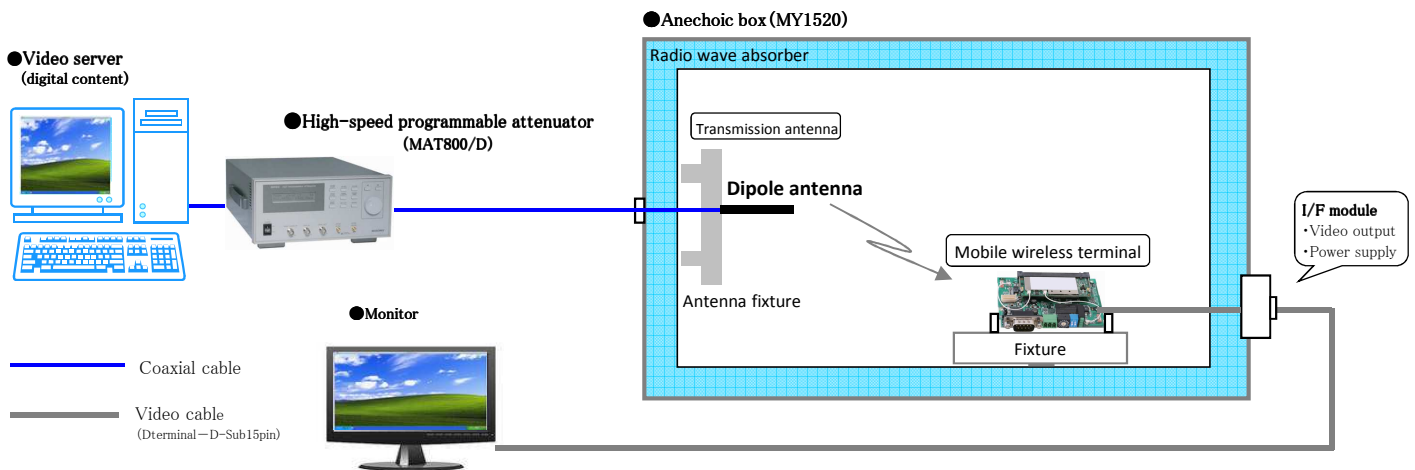 ●Anechoic box(MY1520)
Radio wave absorber
●Video server
(digital content)
●High-speed programmable attenuator
(MAT800/D)
Transmission antenna
Dipole antenna
Antenna fixture
Mobile wireless terminal
Fixture
I/F module
・Video output
・Power supply
●Monitor
Coaxial cable
Video cable
(Dterminal－D-Sub15pin)